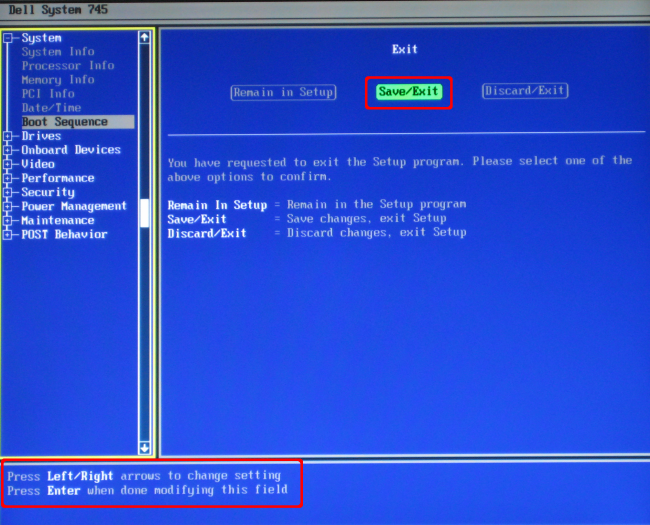 Dell System 745
System
System Info
Processor Info
Memory Info
PCI Info
Date/Time
Boot Sequence
Drives
Onboard Devices
Video
Performance
Security
Power Management
Maintenance
POST Behavior
Exit
Remain in Setup Save/Exit Discard/Exit
You have requested to exit the Setup program. Please select one of the
above options to confirm.
Remain In Setup = Remain in the Setup program
Save/Exit = Save changes, exit Setup
Discard/Exit = Discard changes, exit Setup
Press Left/Right arrows to change setting
Press Enter when done modifying this field